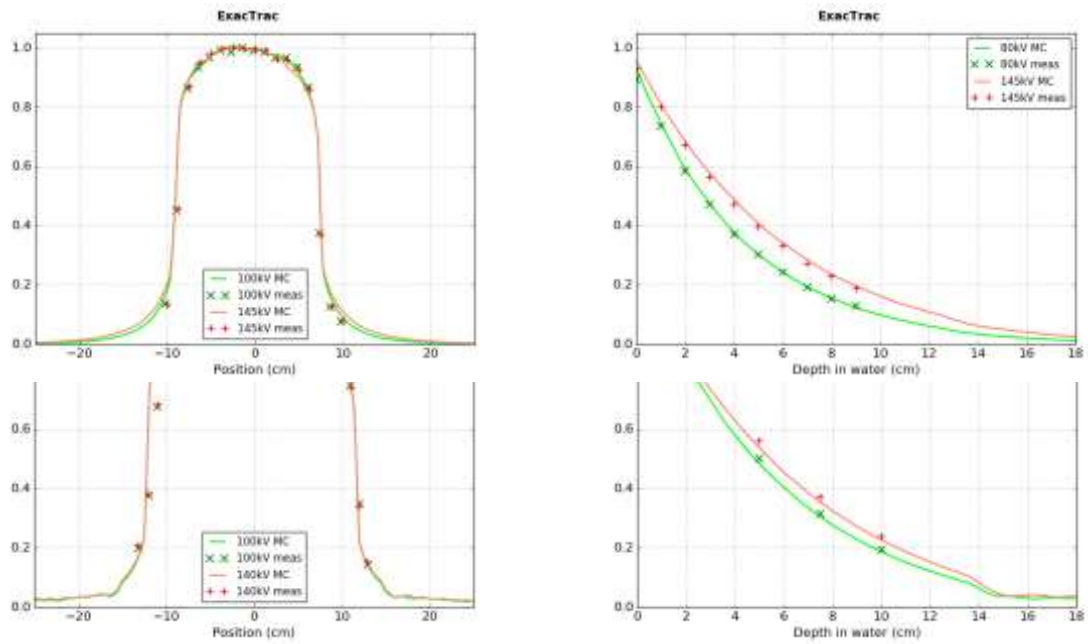 ExacTrac
1.0
0.8
0.6
0.4
0.2
0.0
100kV MC
100kV meas
145kV MC
145kV meas
−20 −10 0 10 20
Position (cm)
ExacTrac
1.0
0.8
0.6
0.4
0.2
0.0
80kV MC
80kV meas
145kV MC
145kV meas
0 2 4 6 8 10 12 14 16 18
Depth in water (cm)
0.6
0.4
0.2
0.0
100kV MC
100kV meas
140kV MC
140kV meas
−20 −10 0 10 20
Position (cm)
0.6
0.4
0.2
0.0
0 2 4 6 8 10 12 14 16 18
Depth in water (cm)